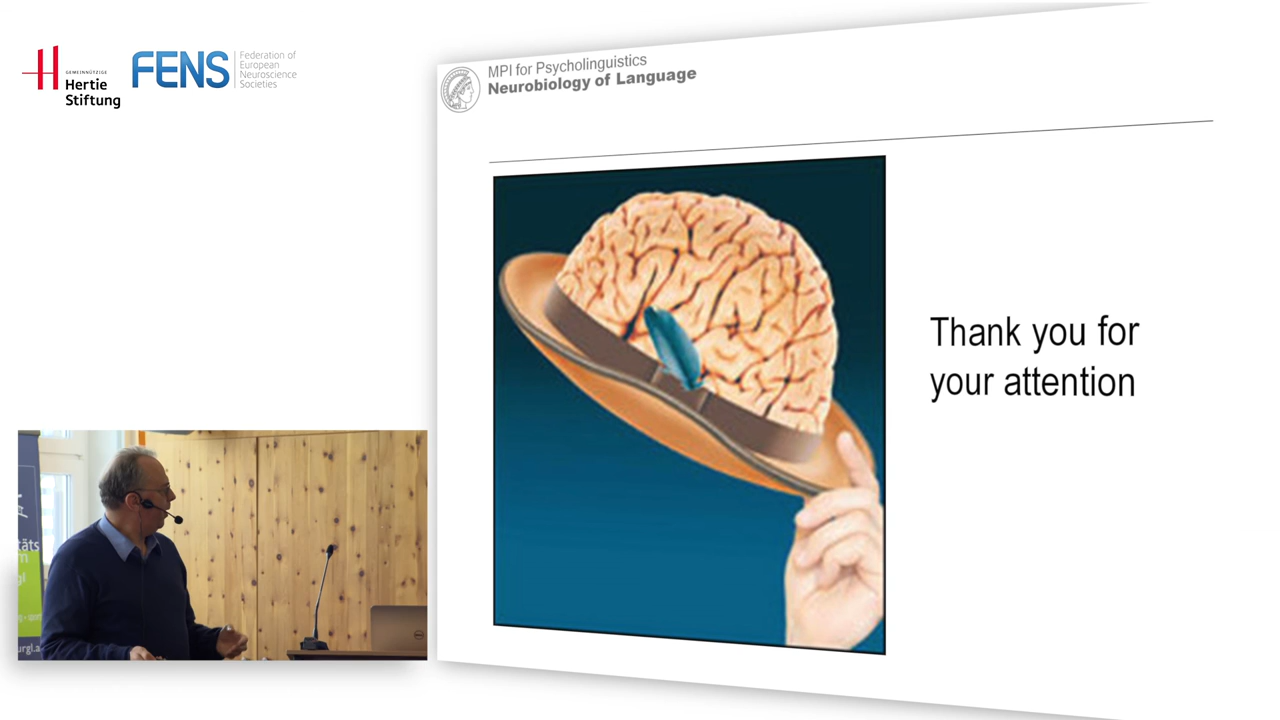 GEMEINNÜTZIGE
Hertie
Stiftung
FENS
Federation of
European
Neuroscience
Societies
MPI for Psycholinguistics
Neurobiology of Language
Thank you for
your attention
DELL